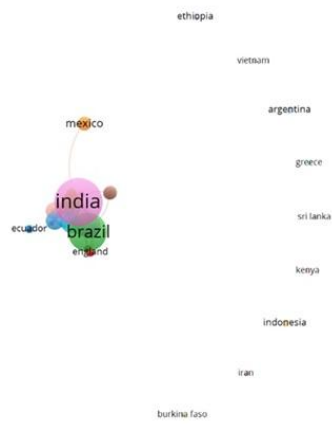 ethiopia
vietnam
argentina
mexico
greece
india
sri lanka
ecuador
brazil
england
kenya
indonesia
iran
burkina faso